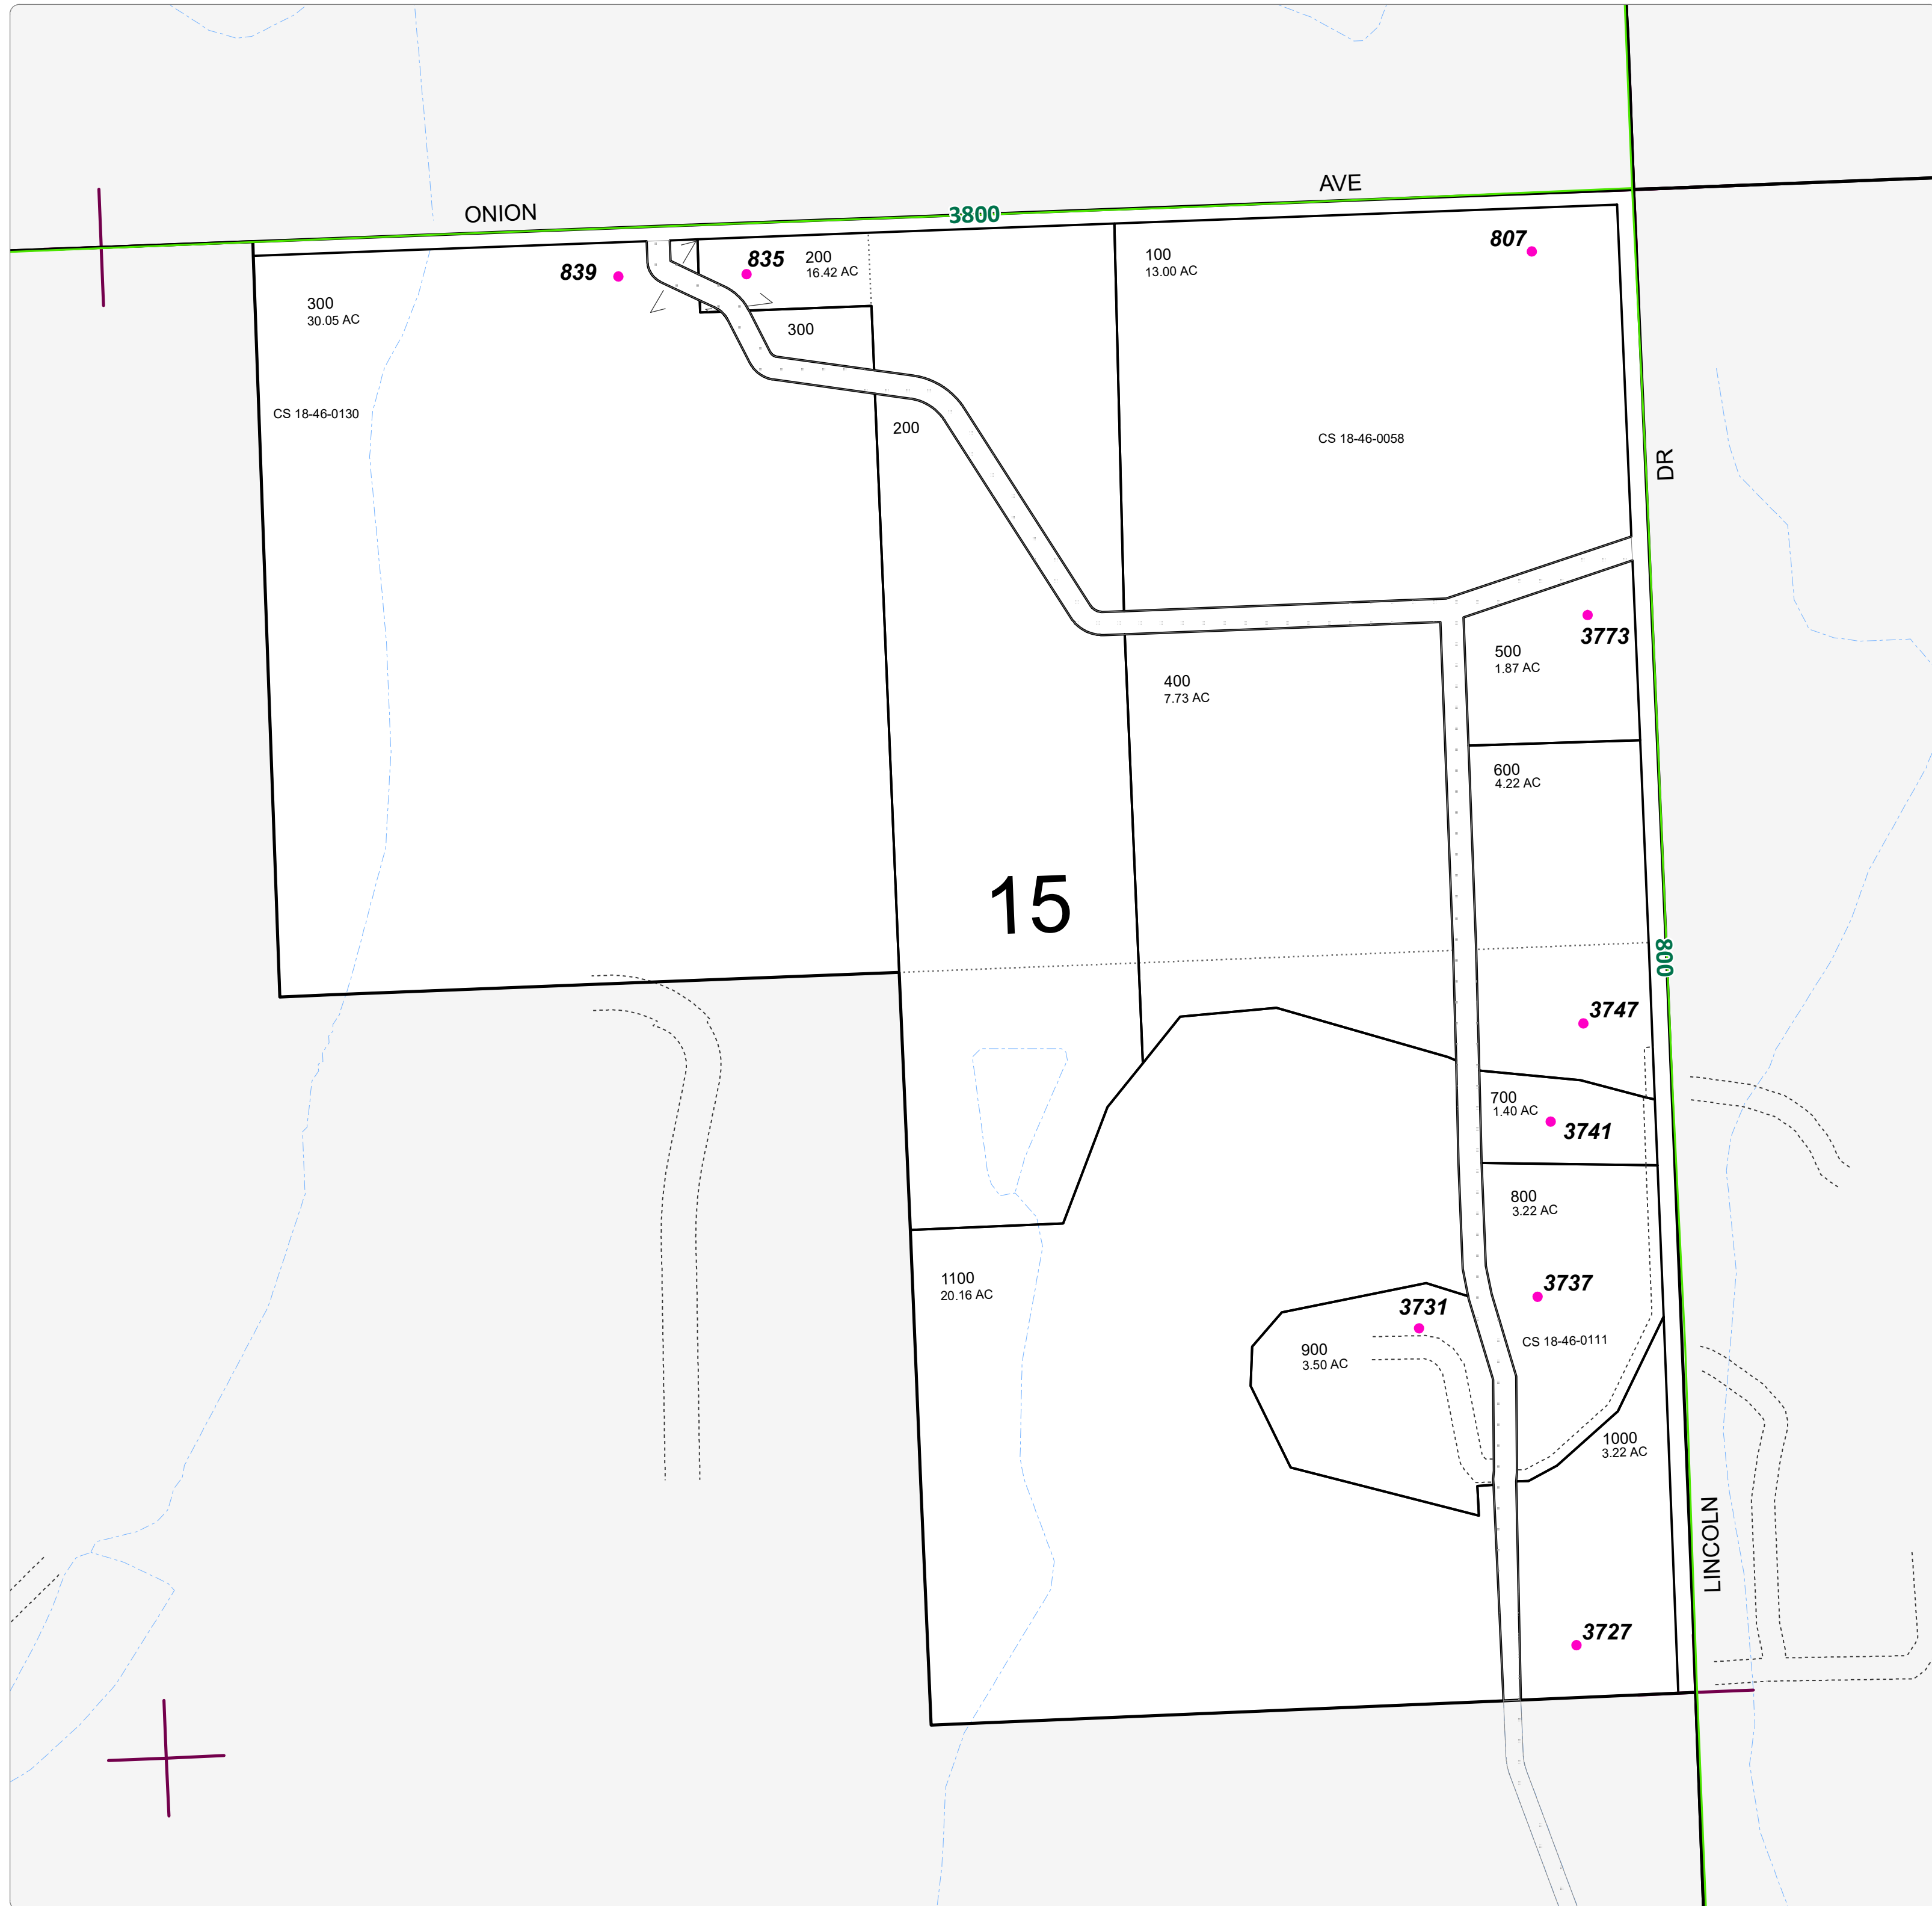 AVE
ONION
3800
807
835
200
16.42 AC
100
13.00 AC
839
300
30.05 AC
300
CS 18-46-0130
200
CS 18-46-0058
DR
3773
500
1.87 AC
400
7.73 AC
600
4.22 AC
15
800
3747
700
1.40 AC
3741
800
3.22 AC
1100
20.16 AC
3737
3731
CS 18-46-0111
900
3.50 AC
1000
3.22 AC
LINCOLN
3727